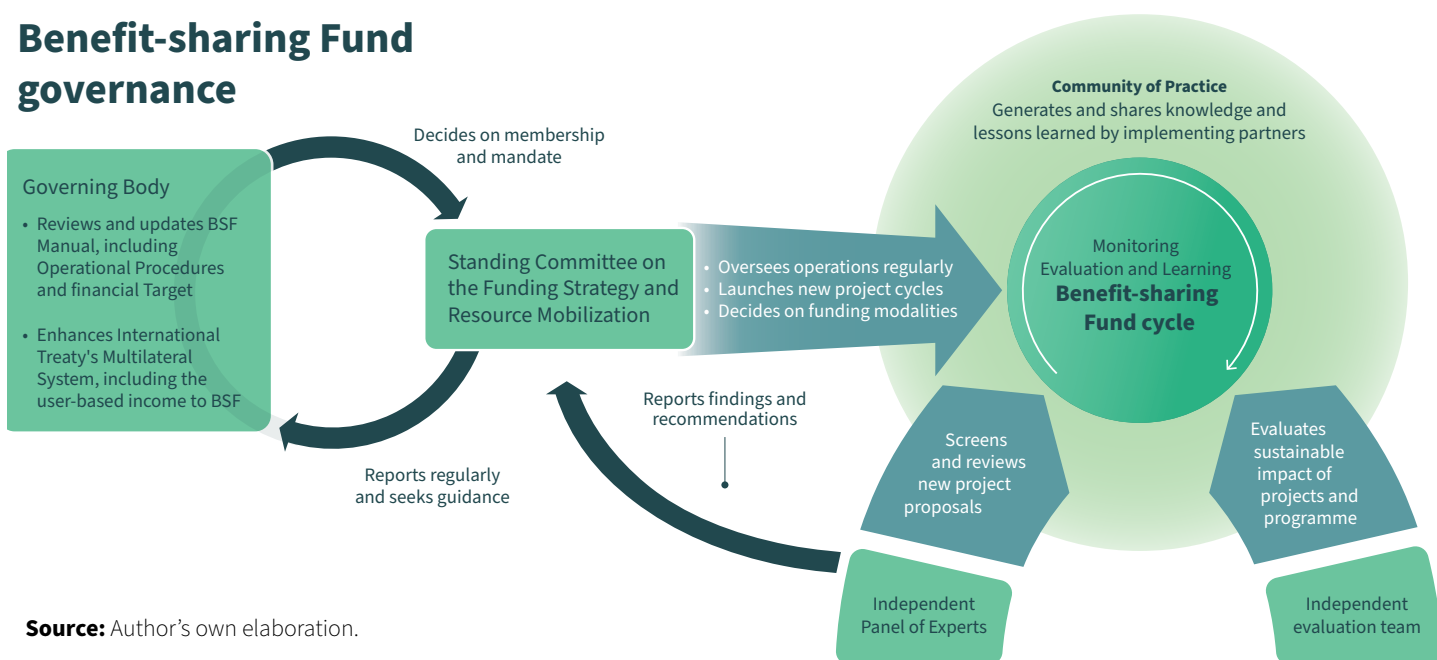 Benefit-sharing Fund
governance
Governing Body
• Reviews and updates BSF
Manual, including
Operational Procedures
and financial Target
• Enhances International
Treaty's Multilateral
System, including the
user-based income to BSF
Decides on membership
and mandate
Standing Committee on
the Funding Strategy and
Resource Mobilization
Reports regularly
and seeks guidance
• Oversees operations regularly
• Launches new project cycles
• Decides on funding modalities
Reports findings and
recommendations
Community of Practice
Generates and shares knowledge and
lessons learned by implementing partners
Monitoring
Evaluation and Learning
Benefit-sharing
Fund cycle
Screens
and reviews
new project
proposals
Evaluates
sustainable
impact of
projects and
programme
Independent
Panel of Experts
Independent
evaluation team
Source: Author’s own elaboration.